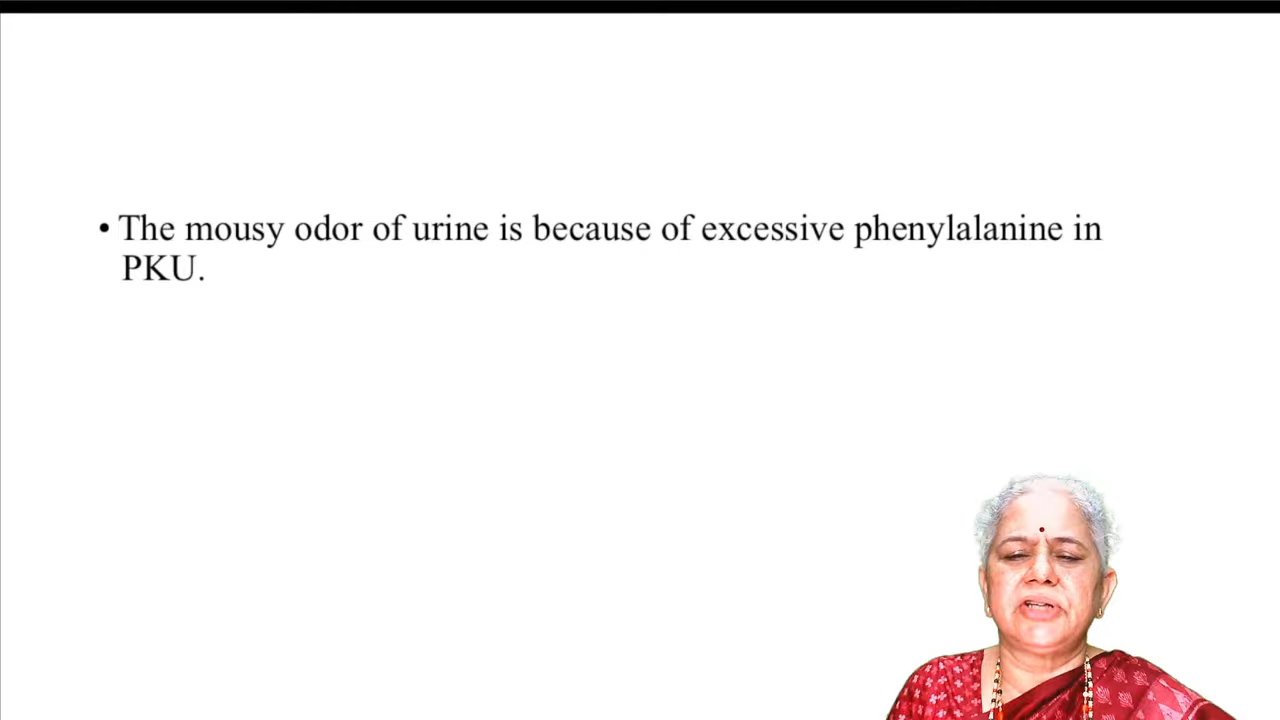 • The mousy odor of urine is because of excessive phenylalanine in
PKU.